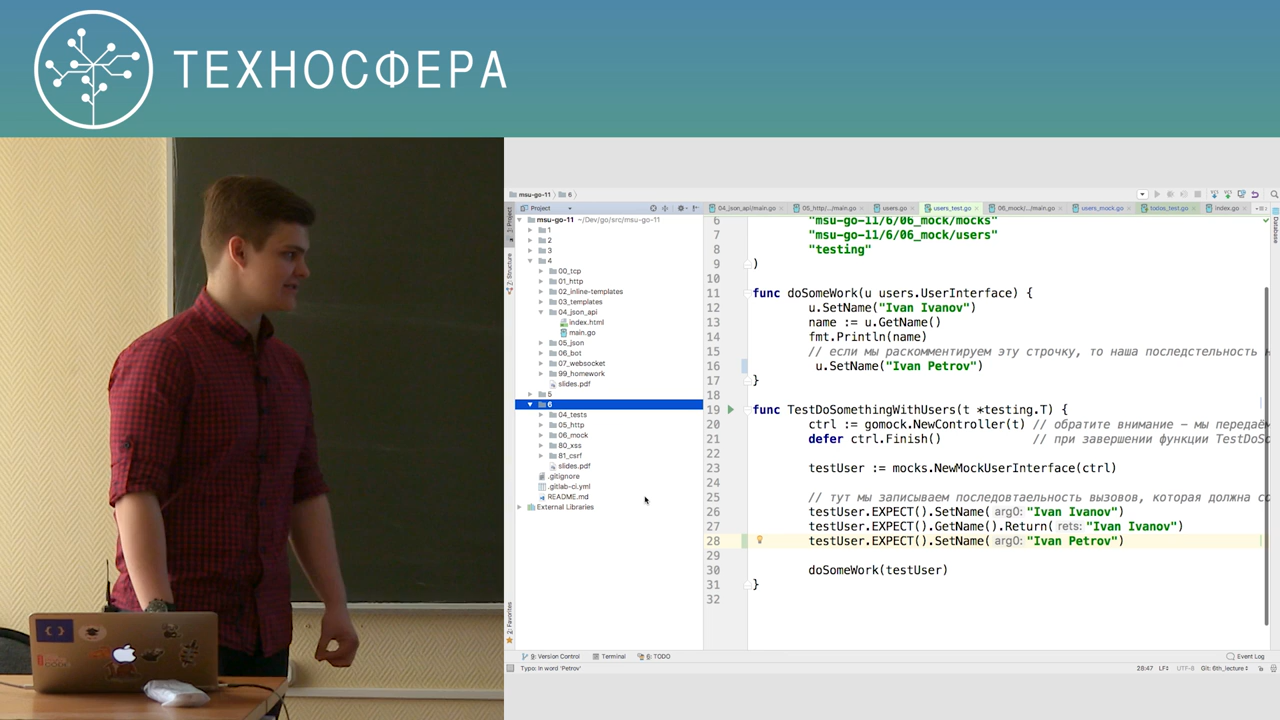 ТЕХНОСФЕРА
msu-go-11 6
Project
04_json_api/main.go 05_http/.../main.go users.go users_test.go 06_mock/.../main.go users_mock.go todos_test.go index.go
1: Project
Structure
2: Favorites
Database
msu-go-11 ~/Dev/go/src/msu-go-11
1
2
3
4
00_tcp
01_http
02_inline-templates
03_templates
04_json_api
index.html
main.go
05_json
06_bot
07_websocket
99_homework
slides.pdf
5
6
04_tests
05_http
06_mock
80_xss
81_csrf
slides.pdf
.gitignore
.gitlab-ci.yml
README.md
External Libraries
6 "msu-go-11/6/06_mock/mocks"
7 "msu-go-11/6/06_mock/users"
8 "testing"
9 )
10
11 func doSomeWork(u users.UserInterface) {
12 u.SetName("Ivan Ivanov")
13 name := u.GetName()
14 fmt.Println(name)
15 // если мы раскомментируем эту строчку, то наша последстельность
16 u.SetName("Ivan Petrov")
17 }
18
19 func TestDoSomethingWithUsers(t *testing.T) {
20 ctrl := gomock.NewController(t) // обратите внимание – мы передаём
21 defer ctrl.Finish() // при завершении функции TestDoSo
22
23 testUser := mocks.NewMockUserInterface(ctrl)
24
25 // тут мы записываем последовтаельность вызовов, которая должна со
26 testUser.EXPECT().SetName( arg0: "Ivan Ivanov")
27 testUser.EXPECT().GetName().Return( rets: "Ivan Ivanov")
28 testUser.EXPECT().SetName( arg0: "Ivan Petrov")
29
30 doSomeWork(testUser)
31 }
32
9: Version Control Terminal 6: TODO Event Log
Typo: In word 'Petrov' 28:47 LF÷ UTF-8 Git: 6th_lecture